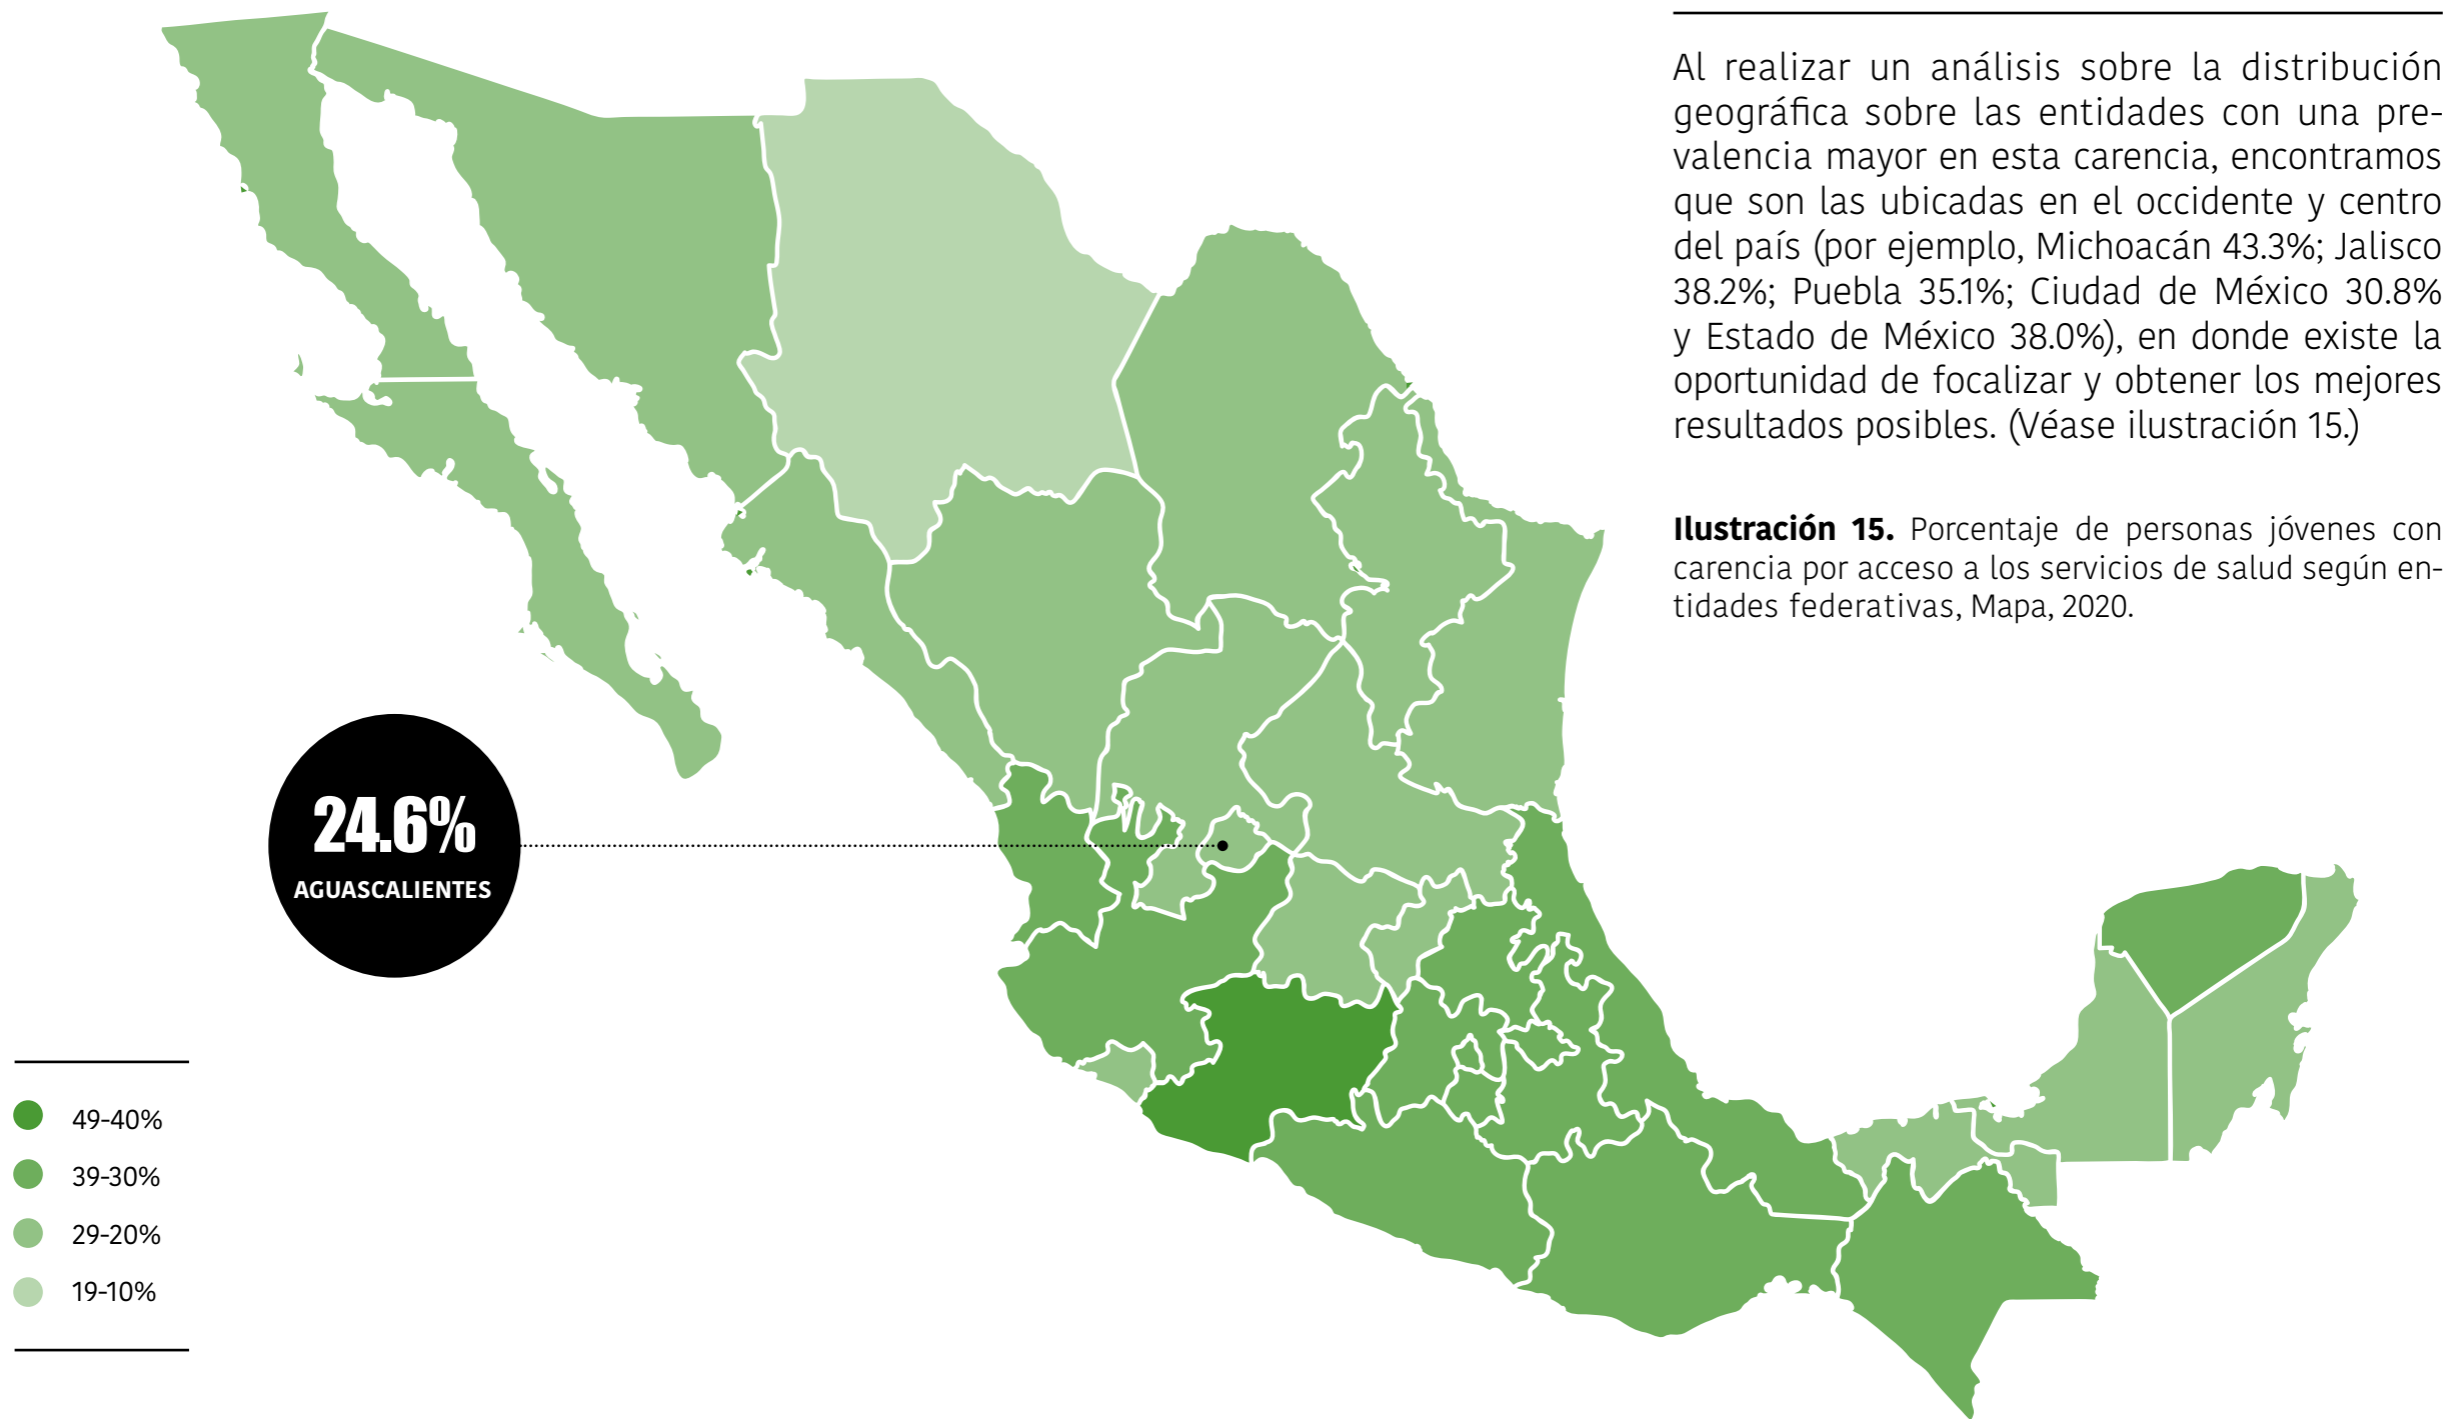 Al realizar un análisis sobre la distribución
geográfica sobre las entidades con una pre-
valencia mayor en esta carencia, encontramos
que son las ubicadas en el occidente y centro
del país (por ejemplo, Michoacán 43.3%; Jalisco
38.2%; Puebla 35.1%; Ciudad de México 30.8%
y Estado de México 38.0%), en donde existe la
oportunidad de focalizar y obtener los mejores
resultados posibles. (Véase ilustración 15.)
Ilustración 15. Porcentaje de personas jóvenes con
carencia por acceso a los servicios de salud según en-
tidades federativas, Mapa, 2020.
24.6%
AGUASCALIENTES
49-40%
39-30%
29-20%
19-10%